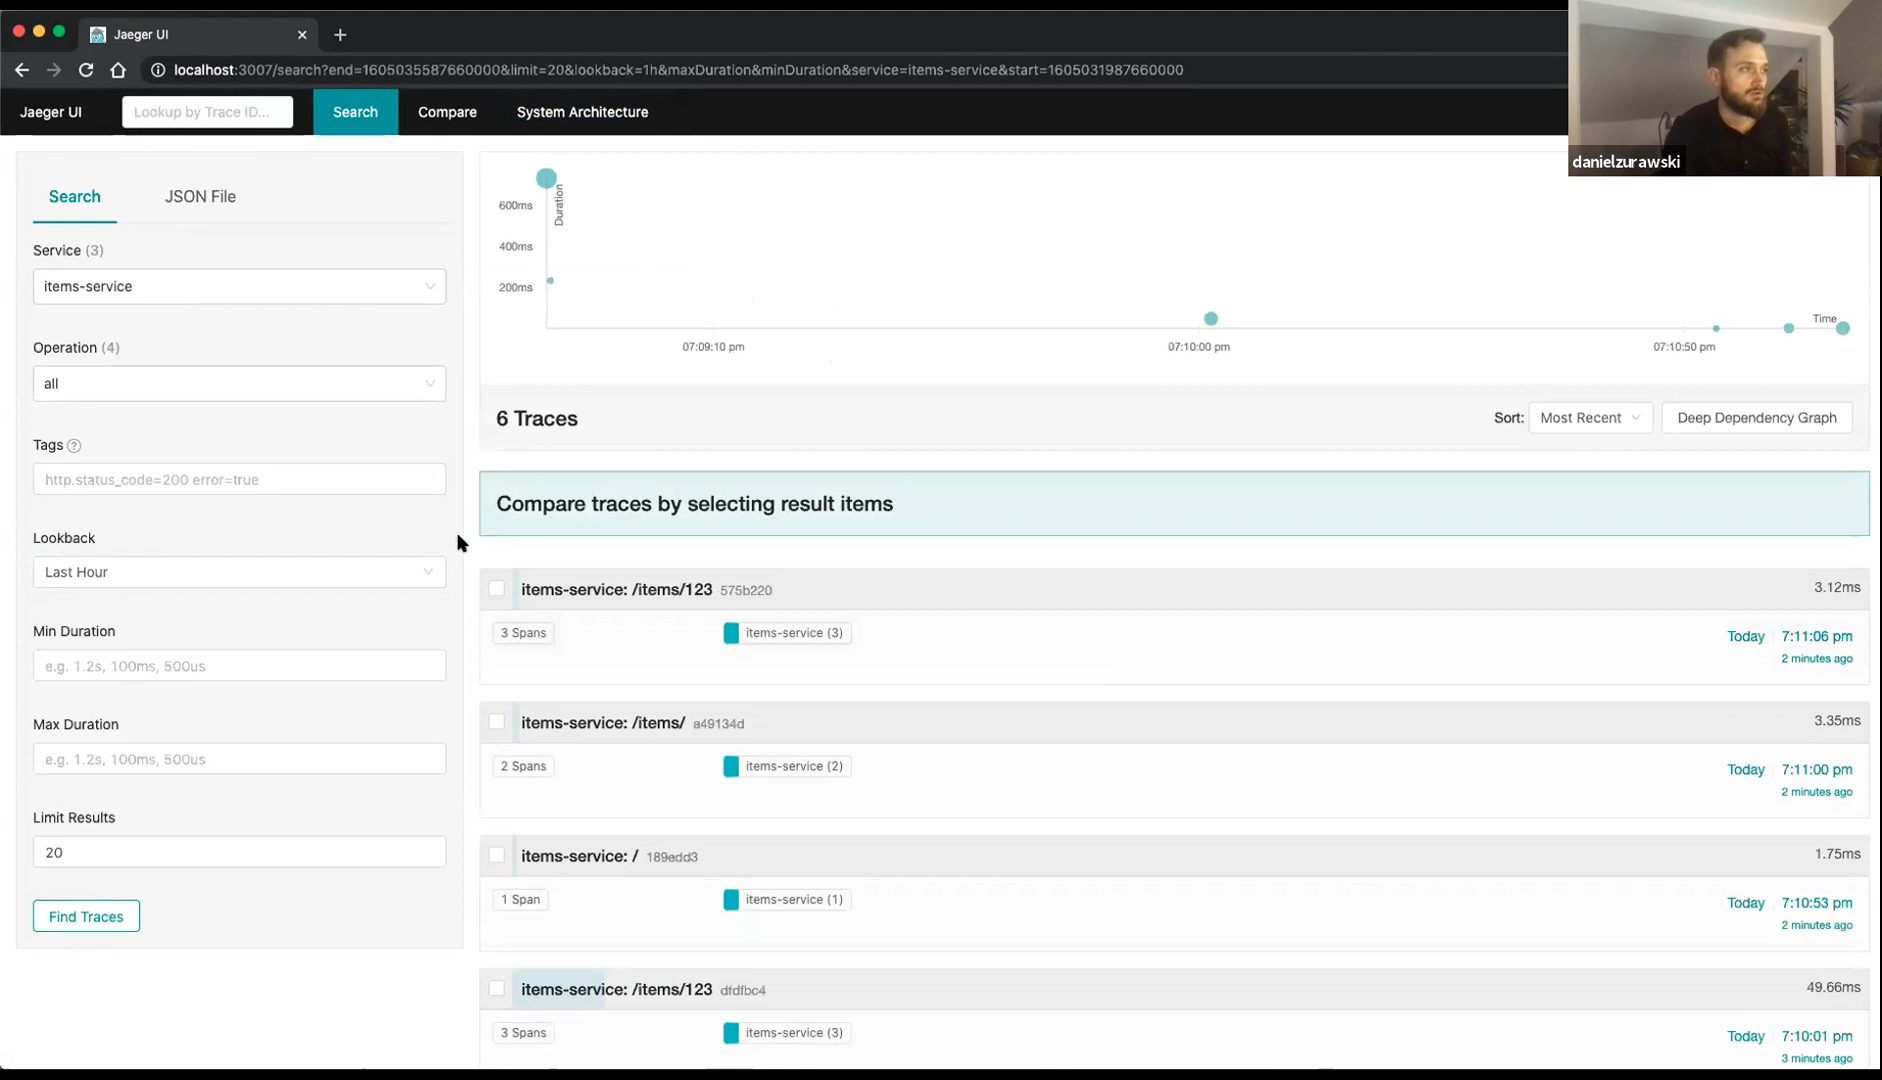 Jaeger UI
localhost:3007/search?end=1605035587660000&limit=20&lookback=1h&maxDuration&minDuration&service=items-service&start=1605031987660000
Jaeger UI
Lookup by Trace ID...
Search
Compare
System Architecture
danielzurawski
Search
JSON File
Service (3)
items-service
Operation (4)
all
Tags
http.status_code=200 error=true
Lookback
Last Hour
Min Duration
e.g. 1.2s, 100ms, 500us
Max Duration
e.g. 1.2s, 100ms, 500us
Limit Results
20
Find Traces
Duration
600ms
400ms
200ms
Time
07:09:10 pm
07:10:00 pm
07:10:50 pm
6 Traces
Sort:
Most Recent
Deep Dependency Graph
Compare traces by selecting result items
items-service: /items/123 575b220
3.12ms
3 Spans
items-service (3)
Today
7:11:06 pm
2 minutes ago
items-service: /items/ a49134d
3.35ms
2 Spans
items-service (2)
Today
7:11:00 pm
2 minutes ago
items-service: / 189edd3
1.75ms
1 Span
items-service (1)
Today
7:10:53 pm
2 minutes ago
items-service: /items/123 dfdfbc4
49.66ms
3 Spans
items-service (3)
Today
7:10:01 pm
3 minutes ago